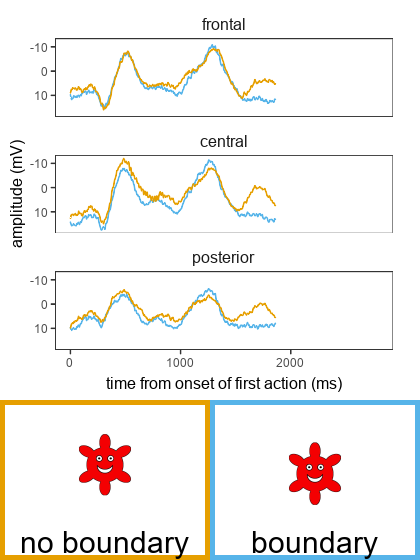 frontal
-10
0
10
central
-10
0
10
amplitude (mV)
posterior
-10
0
10
0
1000
2000
time from onset of first action (ms)
no boundary
boundary